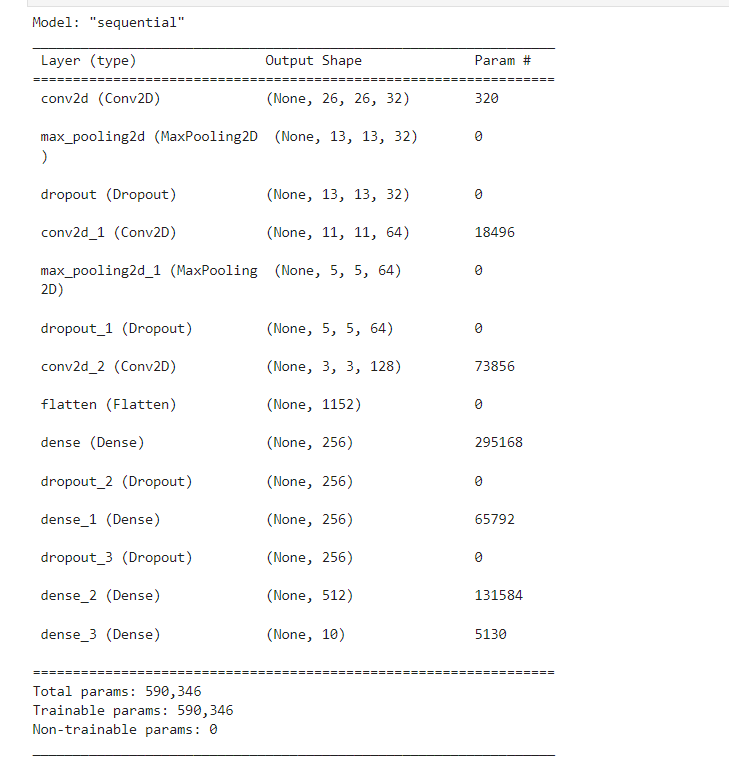 Model: "sequential"
_________________________________________________________________
Layer (type) Output Shape Param #
=================================================================
conv2d (Conv2D) (None, 26, 26, 32) 320
max_pooling2d (MaxPooling2D (None, 13, 13, 32) 0
)
dropout (Dropout) (None, 13, 13, 32) 0
conv2d_1 (Conv2D) (None, 11, 11, 64) 18496
max_pooling2d_1 (MaxPooling (None, 5, 5, 64) 0
2D)
dropout_1 (Dropout) (None, 5, 5, 64) 0
conv2d_2 (Conv2D) (None, 3, 3, 128) 73856
flatten (Flatten) (None, 1152) 0
dense (Dense) (None, 256) 295168
dropout_2 (Dropout) (None, 256) 0
dense_1 (Dense) (None, 256) 65792
dropout_3 (Dropout) (None, 256) 0
dense_2 (Dense) (None, 512) 131584
dense_3 (Dense) (None, 10) 5130
=================================================================
Total params: 590,346
Trainable params: 590,346
Non-trainable params: 0
_________________________________________________________________